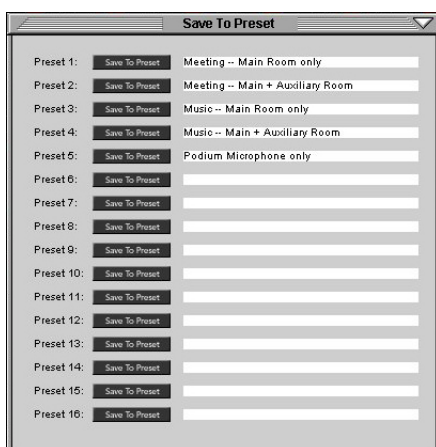 Save To Preset
Preset 1: Save To Preset Meeting -- Main Room only
Preset 2: Save To Preset Meeting -- Main + Auxiliary Room
Preset 3: Save To Preset Music -- Main Room only
Preset 4: Save To Preset Music -- Main + Auxiliary Room
Preset 5: Save To Preset Podium Microphone only
Preset 6: Save To Preset
Preset 7: Save To Preset
Preset 8: Save To Preset
Preset 9: Save To Preset
Preset 10: Save To Preset
Preset 11: Save To Preset
Preset 12: Save To Preset
Preset 13: Save To Preset
Preset 14: Save To Preset
Preset 15: Save To Preset
Preset 16: Save To Preset